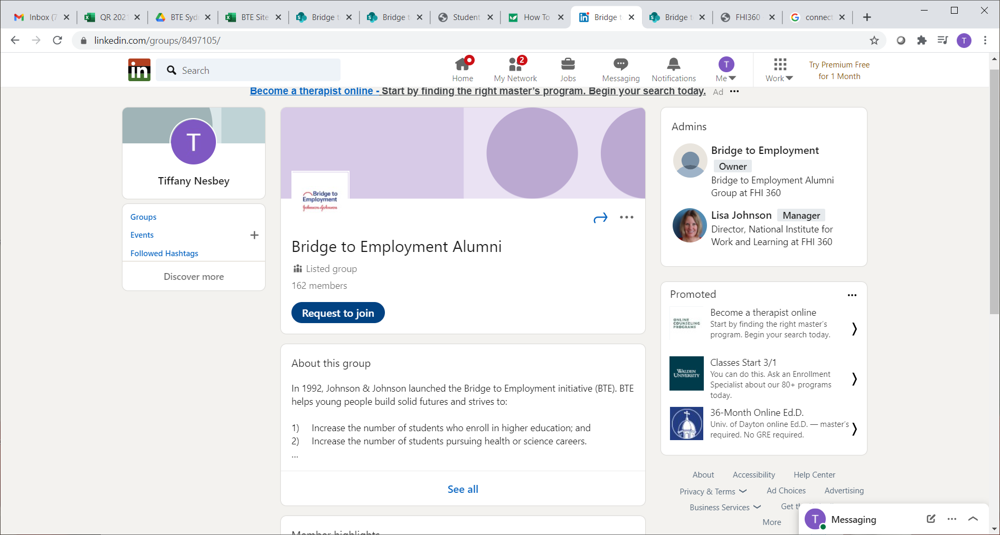 Inbox (7
QR 2021
BTE Syd
BTE Site
Bridge t
Bridge t
Student
How To
Bridge t
Bridge t
FHI360
connect
linkedin.com/groups/8497105/
T
in
Search
Home
2
My Network
Jobs
Messaging
Notifications
T
Me
Work
Try Premium Free
for 1 Month
Become a therapist online - Start by finding the right master's program. Begin your search today.
Ad
T
Tiffany Nesbey
Groups
Events
Followed Hashtags
Discover more
Bridge to
Employment
Johnson & Johnson
Bridge to Employment Alumni
Listed group
162 members
Request to join
About this group
In 1992, Johnson & Johnson launched the Bridge to Employment initiative (BTE). BTE
helps young people build solid futures and strives to:
1) Increase the number of students who enroll in higher education; and
2) Increase the number of students pursuing health or science careers.
...
See all
Member highlights
Admins
Bridge to Employment
Owner
Bridge to Employment Alumni
Group at FHI 360
Lisa Johnson Manager
Director, National Institute for
Work and Learning at FHI 360
Promoted
ONLINE
COUNSELING
PROGRAMS
Become a therapist online
Start by finding the right master's
program. Begin your search today.
WALDEN
UNIVERSITY
Classes Start 3/1
You can do this. Ask an Enrollment
Specialist about our 80+ programs
today.
36-Month Online Ed.D.
Univ. of Dayton online Ed.D. — master's
required. No GRE required.
About Accessibility Help Center
Privacy & Terms Ad Choices Advertising
Business Services Get
More
T
Messaging